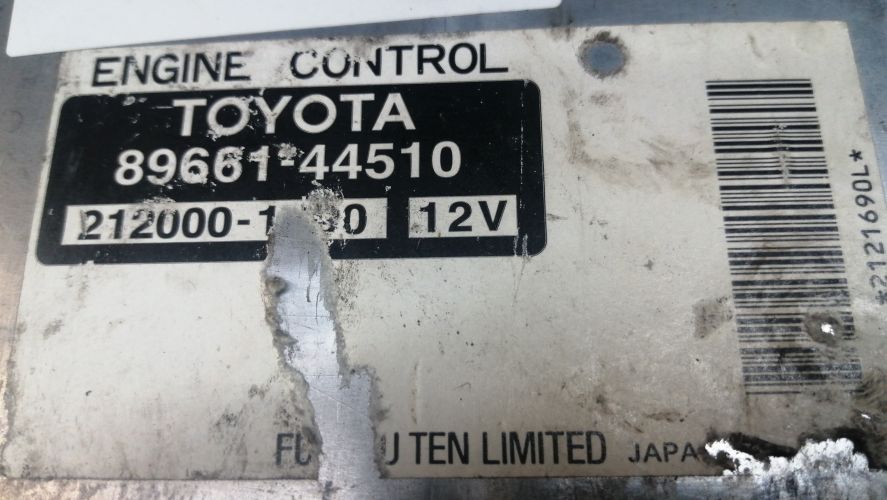 ENGINE CONTROL
TOYOTA
89661-44510
12V
TEN LIMITED
*2121690L*